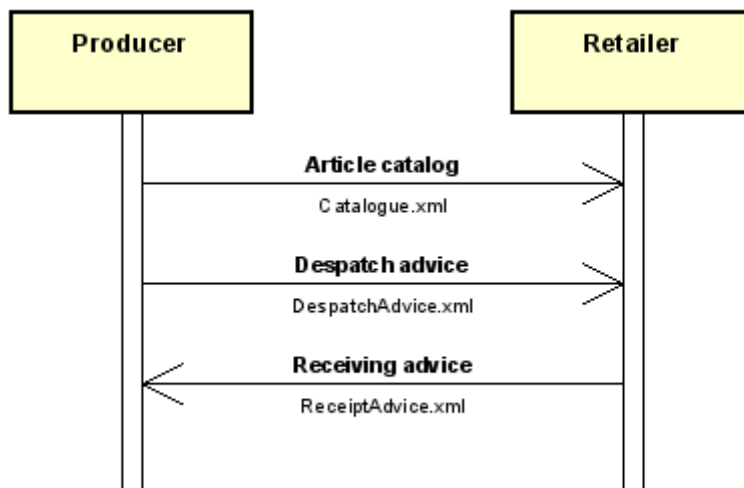 Producer
Retailer
Article catalog
Catalogue.xml
Despatch advice
DespatchAdvice.xml
Receiving advice
ReceiptAdvice.xml